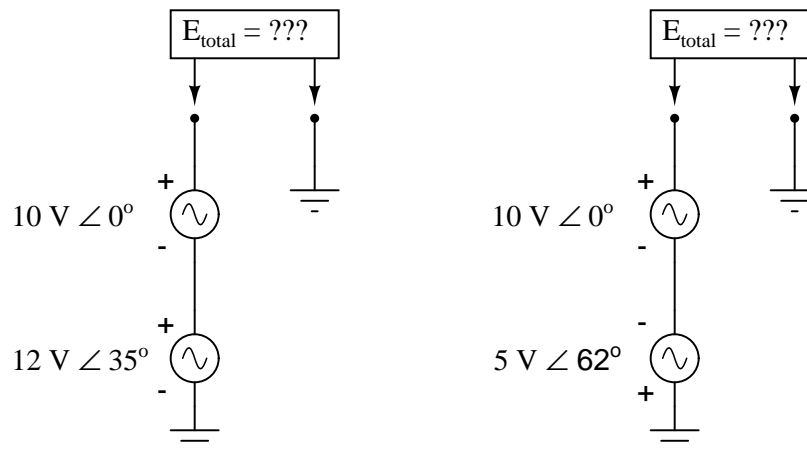 E_total = ???
+
10 V ∠ 0°
-
+
12 V ∠ 35°
-
E_total = ???
+
10 V ∠ 0°
-
-
5 V ∠ 62°
+